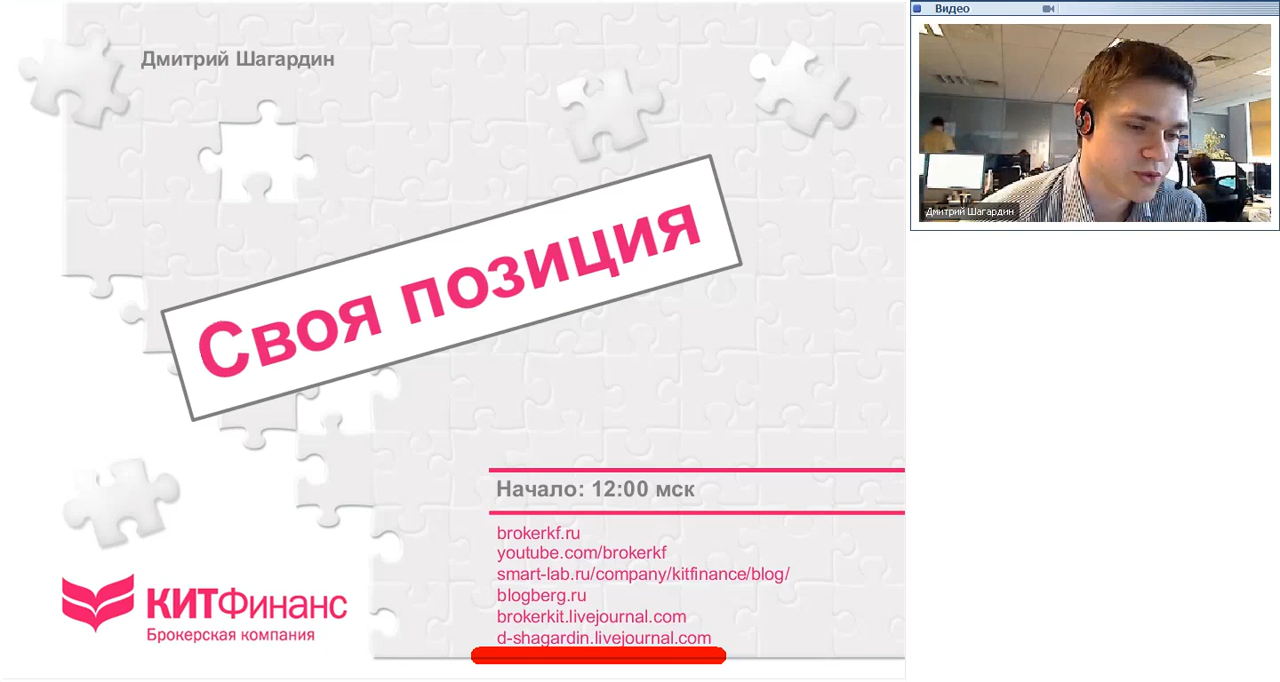 Дмитрий Шагардин
Своя позиция
Начало: 12:00 мск
brokerkf.ru
youtube.com/brokerkf
smart-lab.ru/company/kitfinance/blog/
blogberg.ru
brokerkit.livejournal.com
d-shagardin.livejournal.com
КИТФинанс
Брокерская компания
Видео
Дмитрий Шагардин